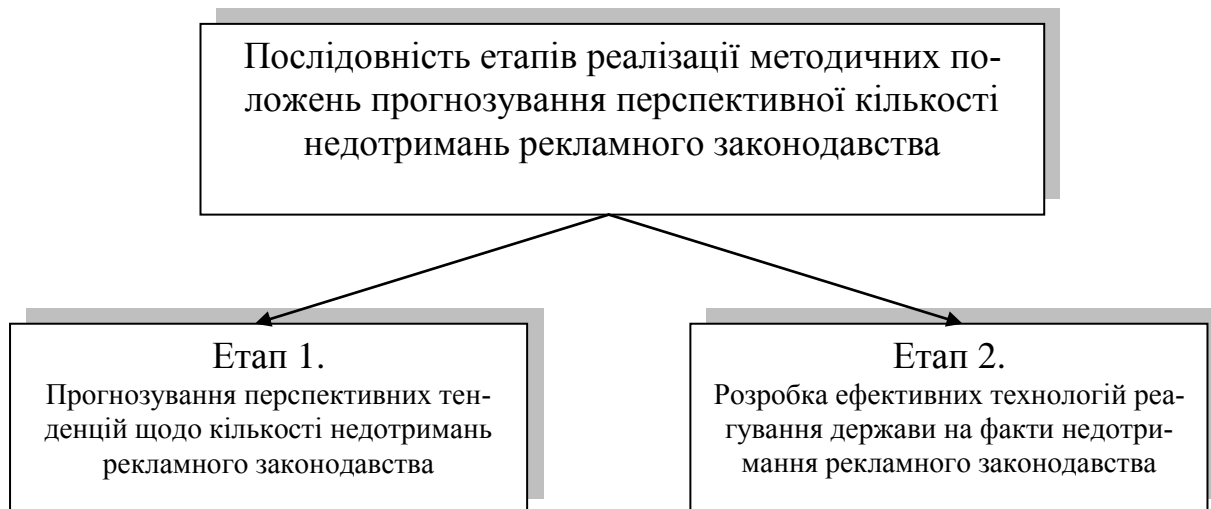 Послідовність етапів реалізації методичних по-
ложень прогнозування перспективної кількості
недотримань рекламного законодавства
Етап 1.
Прогнозування перспективних тен-
денцій щодо кількості недотримань
рекламного законодавства
Етап 2.
Розробка ефективних технологій реа-
гування держави на факти недотри-
мання рекламного законодавства